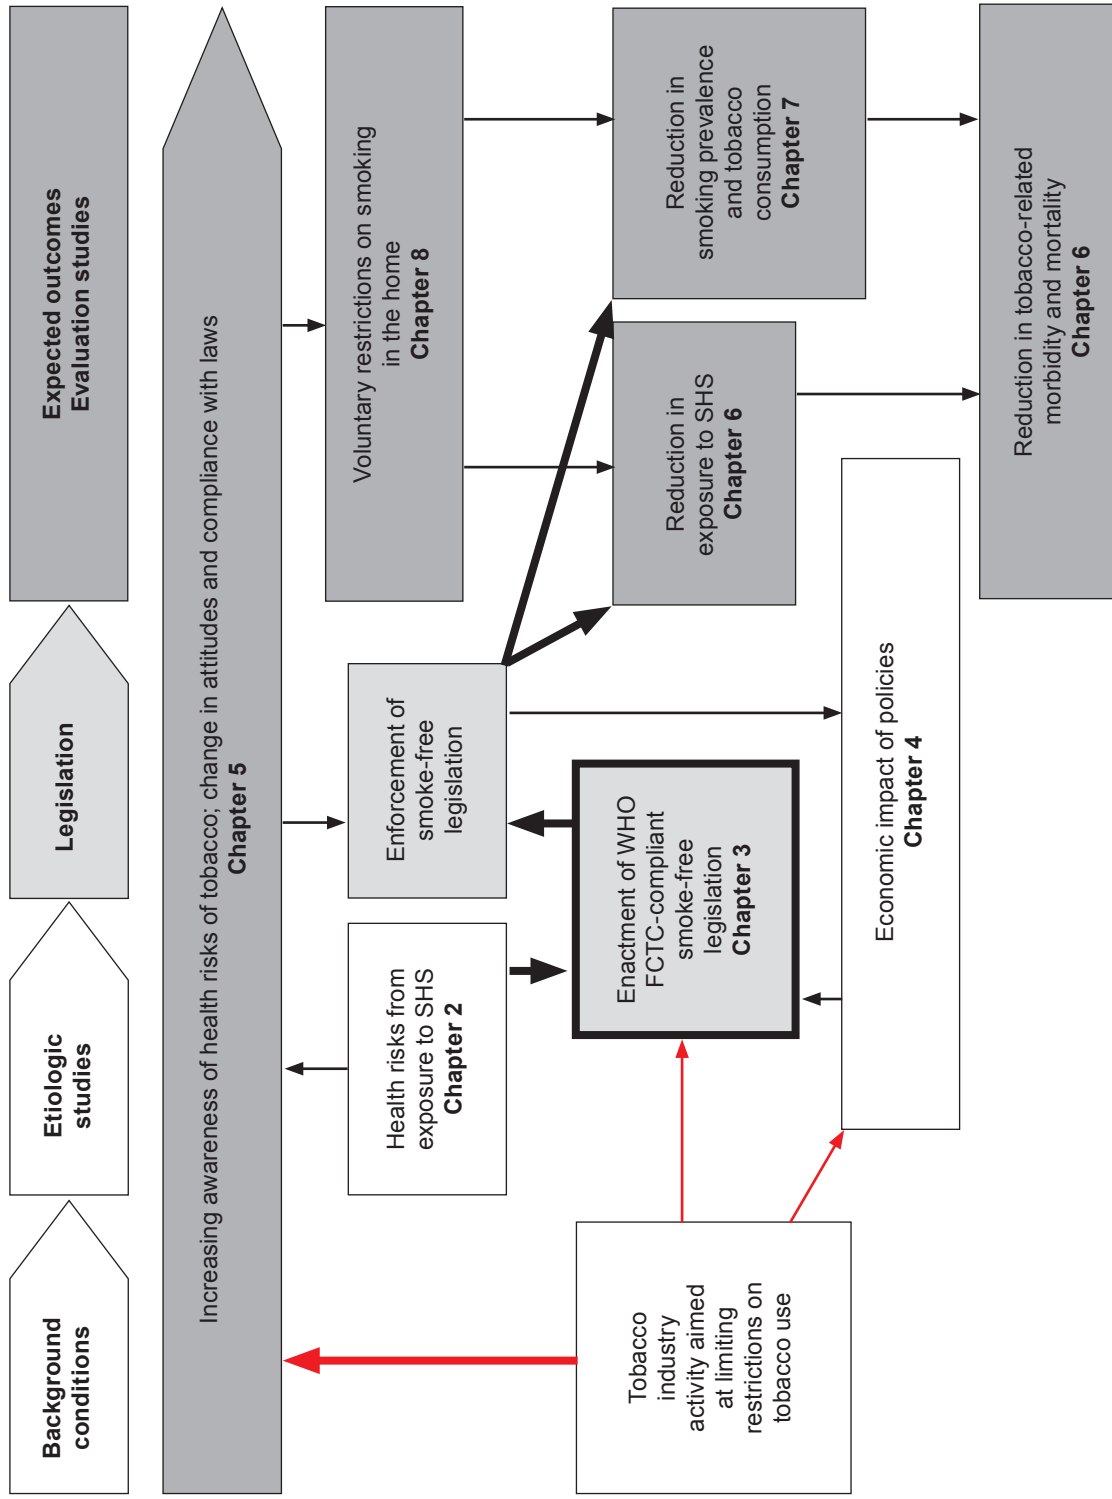 Background
conditions
Etiologic
studies
Legislation
Expected outcomes
Evaluation studies
Increasing awareness of health risks of tobacco; change in attitudes and compliance with laws
Chapter 5
Health risks from
exposure to SHS
Chapter 2
Enforcement of
smoke-free
legislation
Voluntary restrictions on smoking
in the home
Chapter 8
Tobacco
industry
activity aimed
at limiting
restrictions on
tobacco use
Enactment of WHO
FCTC-compliant
smoke-free
legislation
Chapter 3
Reduction in
exposure to SHS
Chapter 6
Reduction in
smoking prevalence
and tobacco
consumption
Chapter 7
Economic impact of policies
Chapter 4
Reduction in tobacco-related
morbidity and mortality
Chapter 6